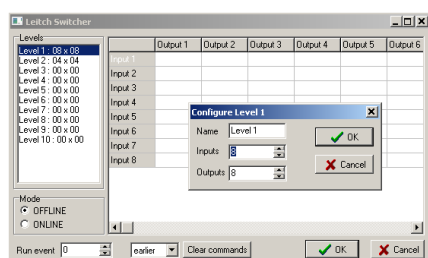 Leitch Switcher
Levels
Level 1 : 08 x 08
Level 2 : 04 x 04
Level 3 : 00 x 00
Level 4 : 00 x 00
Level 5 : 00 x 00
Level 6 : 00 x 00
Level 7 : 00 x 00
Level 8 : 00 x 00
Level 9 : 00 x 00
Level 10 : 00 x 00
Output 1 Output 2 Output 3 Output 4 Output 5 Output 6
Input 1
Input 2
Input 3
Input 4
Input 5
Input 6
Input 7
Input 8
Configure Level 1
Name Level 1
Inputs 8
Outputs 8
OK
Cancel
Mode
OFFLINE
ONLINE
Run event 0 earlier Clear commands OK Cancel